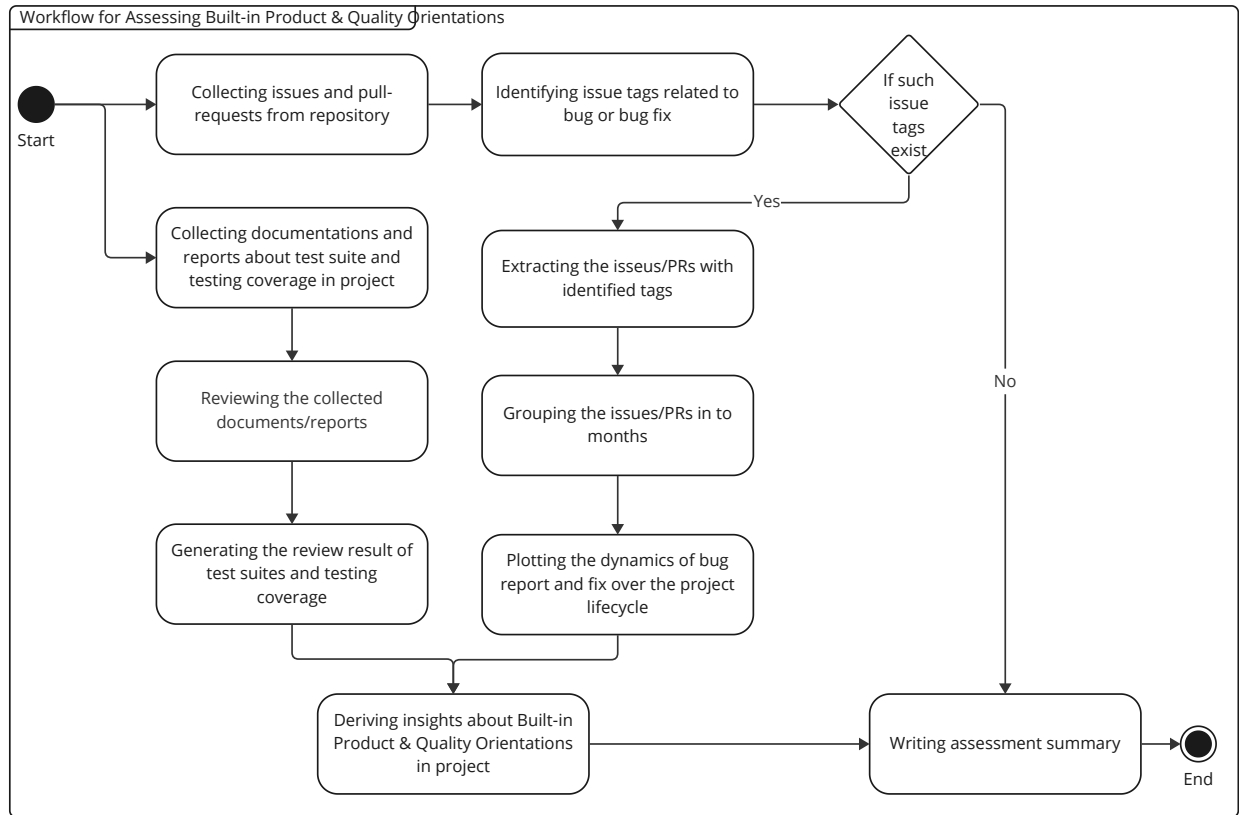 Workflow for Assessing Built-in Product & Quality Orientations
Start
Collecting issues and pull-
requests from repository
Identifying issue tags related to
bug or bug fix
If such
issue
tags
exist
Yes
No
Collecting documentations and
reports about test suite and
testing coverage in project
Extracting the isseus/PRs with
identified tags
Reviewing the collected
documents/reports
Grouping the issues/PRs in to
months
Generating the review result of
test suites and testing
coverage
Plotting the dynamics of bug
report and fix over the project
lifecycle
Deriving insights about Built-in
Product & Quality Orientations
in project
Writing assessment summary
End